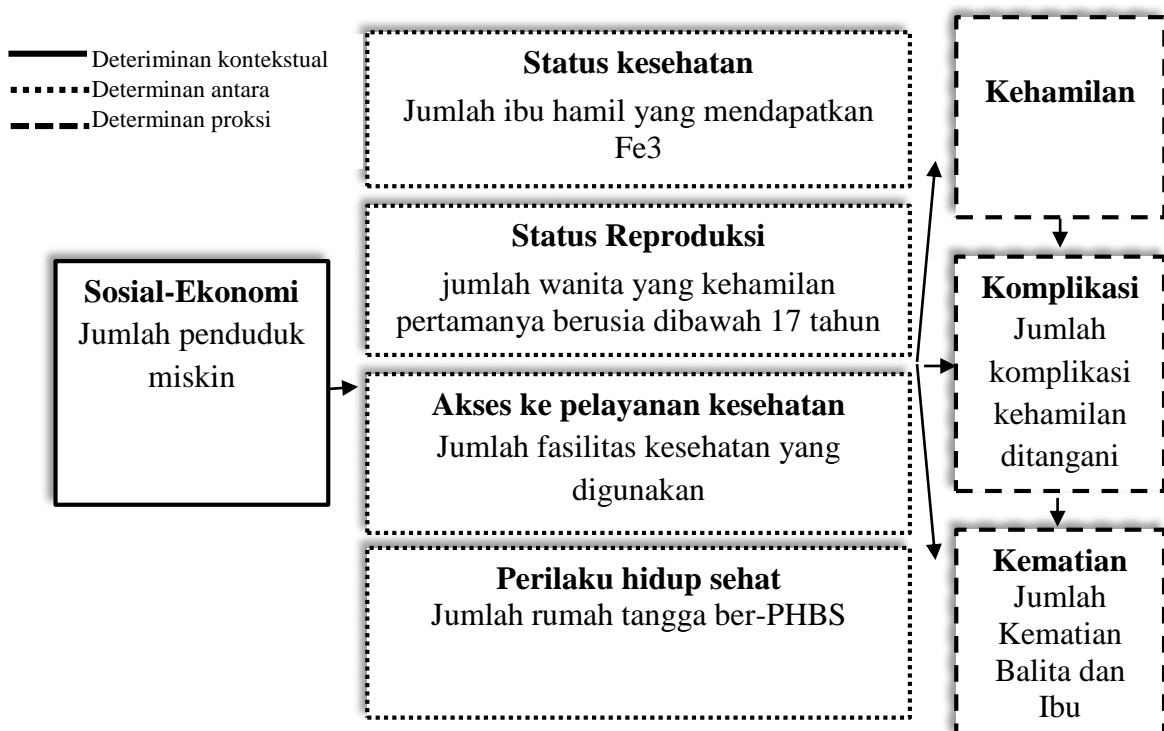 Deteriminan kontekstual
Determinan antara
Determinan proksi
Sosial-Ekonomi
Jumlah penduduk
miskin
Status kesehatan
Jumlah ibu hamil yang mendapatkan
Fe3
Status Reproduksi
jumlah wanita yang kehamilan
pertamanya berusia dibawah 17 tahun
Akses ke pelayanan kesehatan
Jumlah fasilitas kesehatan yang
digunakan
Perilaku hidup sehat
Jumlah rumah tangga ber-PHBS
Kehamilan
Komplikasi
Jumlah
komplikasi
kehamilan
ditangani
Kematian
Jumlah
Kematian
Balita dan
Ibu